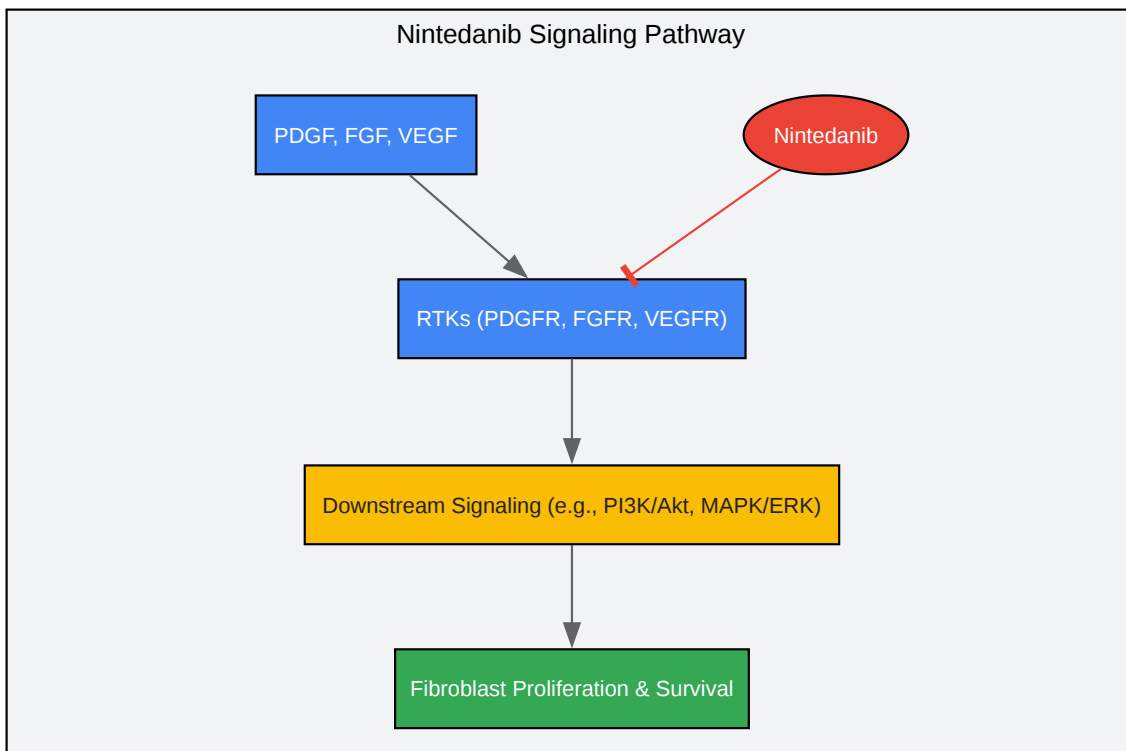 Nintedanib Signaling Pathway
PDGF, FGF, VEGF
Nintedanib
RTKs (PDGFR, FGFR, VEGFR)
Downstream Signaling (e.g., PI3K/Akt, MAPK/ERK)
Fibroblast Proliferation & Survival